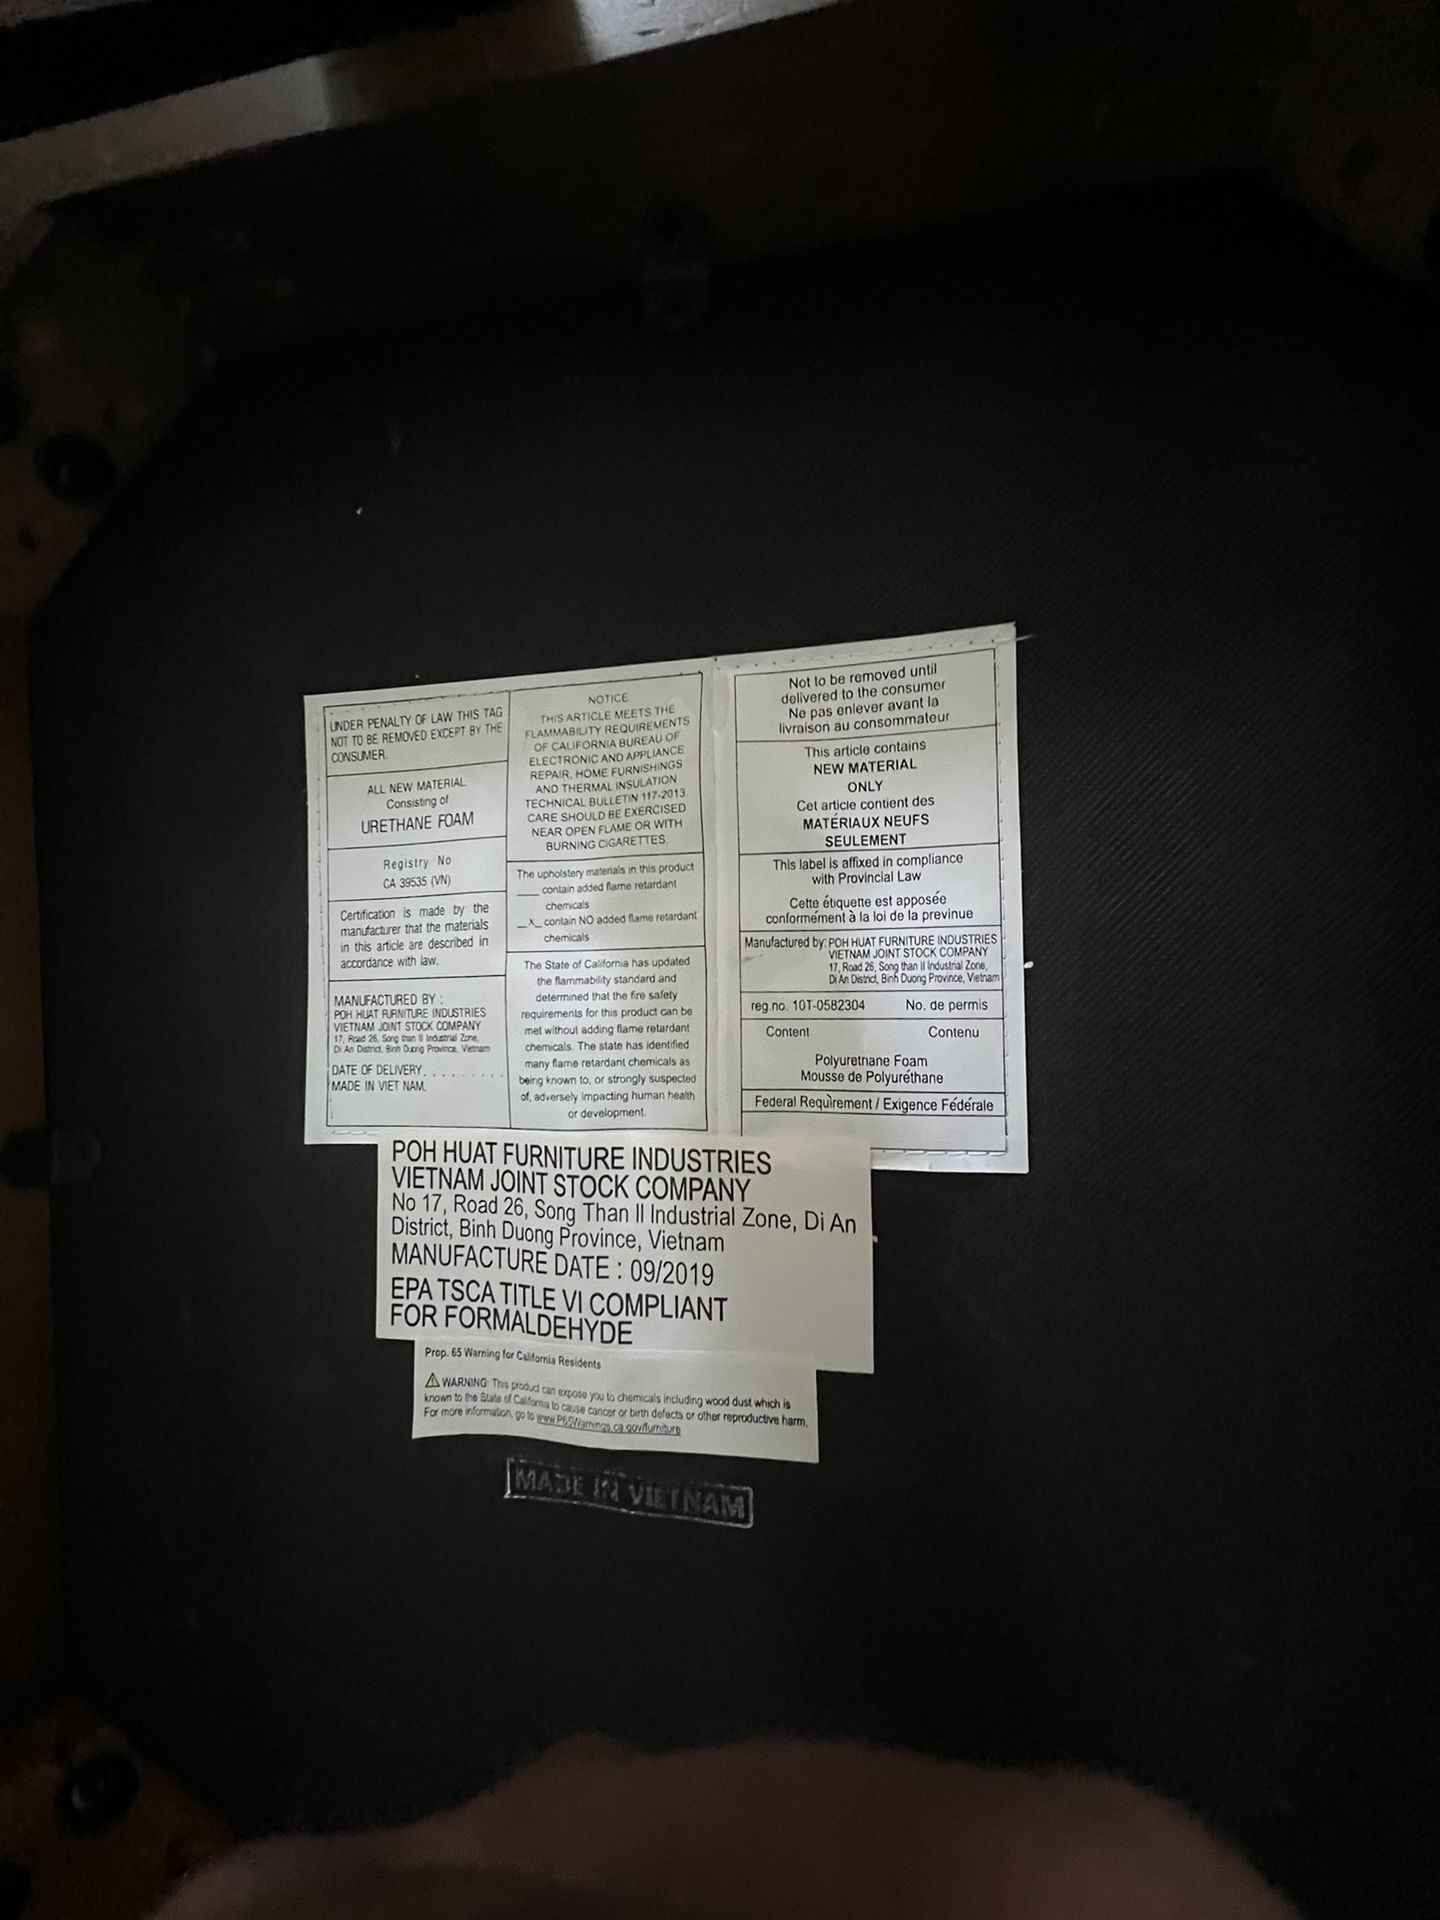 UNDER PENALTY OF LAW THIS TAG
NOT TO BE REMOVED EXCEPT BY THE
CONSUMER.
ALL NEW MATERIAL
Consisting of
URETHANE FOAM
Registry No
CA 39535 (VN)
Certification is made by the
manufacturer that the materials
in this article are described in
accordance with law.
MANUFACTURED BY :
POH HUAT FURNITURE INDUSTRIES
VIETNAM JOINT STOCK COMPANY
17, Road 26, Song than II Industrial Zone,
Di An District, Binh Duong Province, Vietnam
DATE OF DELIVERY. . . . . . . . .
MADE IN VIET NAM.
NOTICE
THIS ARTICLE MEETS THE
FLAMMABILITY REQUIREMENTS
OF CALIFORNIA BUREAU OF
ELECTRONIC AND APPLIANCE
REPAIR, HOME FURNISHINGS
AND THERMAL INSULATION
TECHNICAL BULLETIN 117-2013.
CARE SHOULD BE EXERCISED
NEAR OPEN FLAME OR WITH
BURNING CIGARETTES.
The upholstery materials in this product
____ contain added flame retardant
chemicals
_X_ contain NO added flame retardant
chemicals
The State of California has updated
the flammability standard and
determined that the fire safety
requirements for this product can be
met without adding flame retardant
chemicals. The state has identified
many flame retardant chemicals as
being known to, or strongly suspected
of, adversely impacting human health
or development.
Not to be removed until
delivered to the consumer
Ne pas enlever avant la
livraison au consommateur
This article contains
NEW MATERIAL
ONLY
Cet article contient des
MATÉRIAUX NEUFS
SEULEMENT
This label is affixed in compliance
with Provincial Law
Cette étiquette est apposée
conformément à la loi de la previnue
Manufactured by: POH HUAT FURNITURE INDUSTRIES
VIETNAM JOINT STOCK COMPANY
17, Road 26, Song than II Industrial Zone,
Di An District, Binh Duong Province, Vietnam
reg.no. 10T-0582304 No. de permis
Content Contenu
Polyuretnane Foam
Mousse de Polyuréthane
Federal Requirement / Exigence Fédérale
POH HUAT FURNITURE INDUSTRIES
VIETNAM JOINT STOCK COMPANY
No 17, Road 26, Song Than II Industrial Zone, Di An
District, Binh Duong Province, Vietnam
MANUFACTURE DATE : 09/2019
EPA TSCA TITLE VI COMPLIANT
FOR FORMALDEHYDE
Prop. 65 Warning for California Residents
WARNING: This product can expose you to chemicals including wood dust which is
known to the State of California to cause cancer or birth defects or other reproductive harm.
For more information, go to www.P65Warnings.ca.gov/furniture
MADE IN VIETNAM